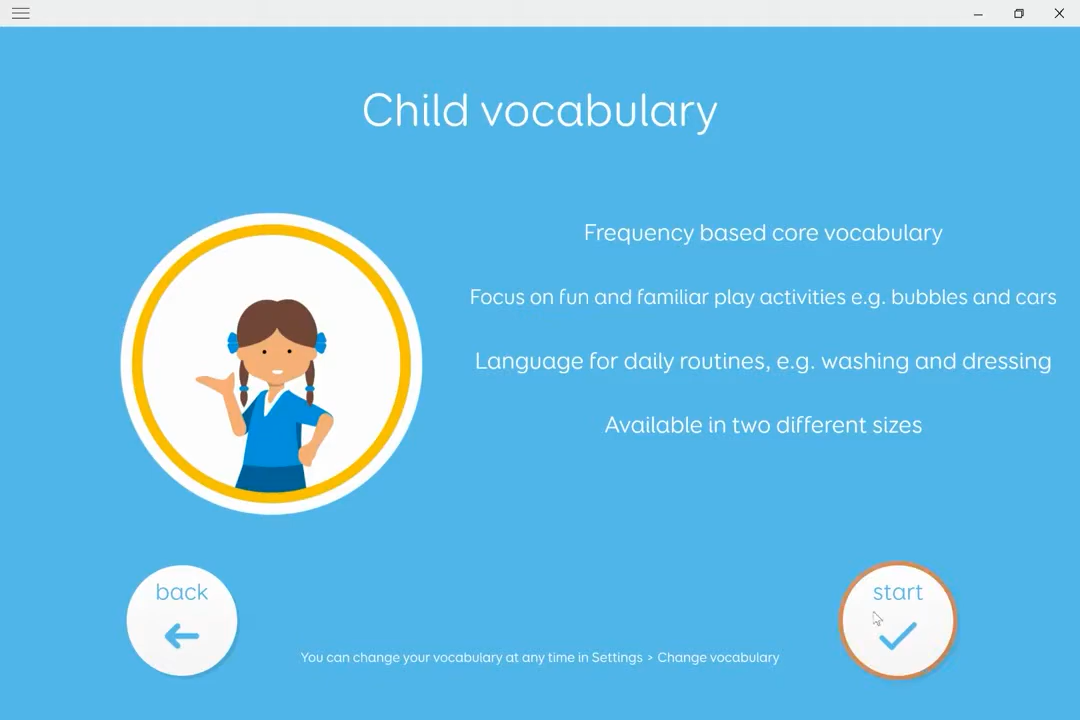 Child vocabulary
Frequency based core vocabulary
Focus on fun and familiar play activities e.g. bubbles and cars
Language for daily routines, e.g. washing and dressing
Available in two different sizes
back
start
You can change your vocabulary at any time in Settings > Change vocabulary